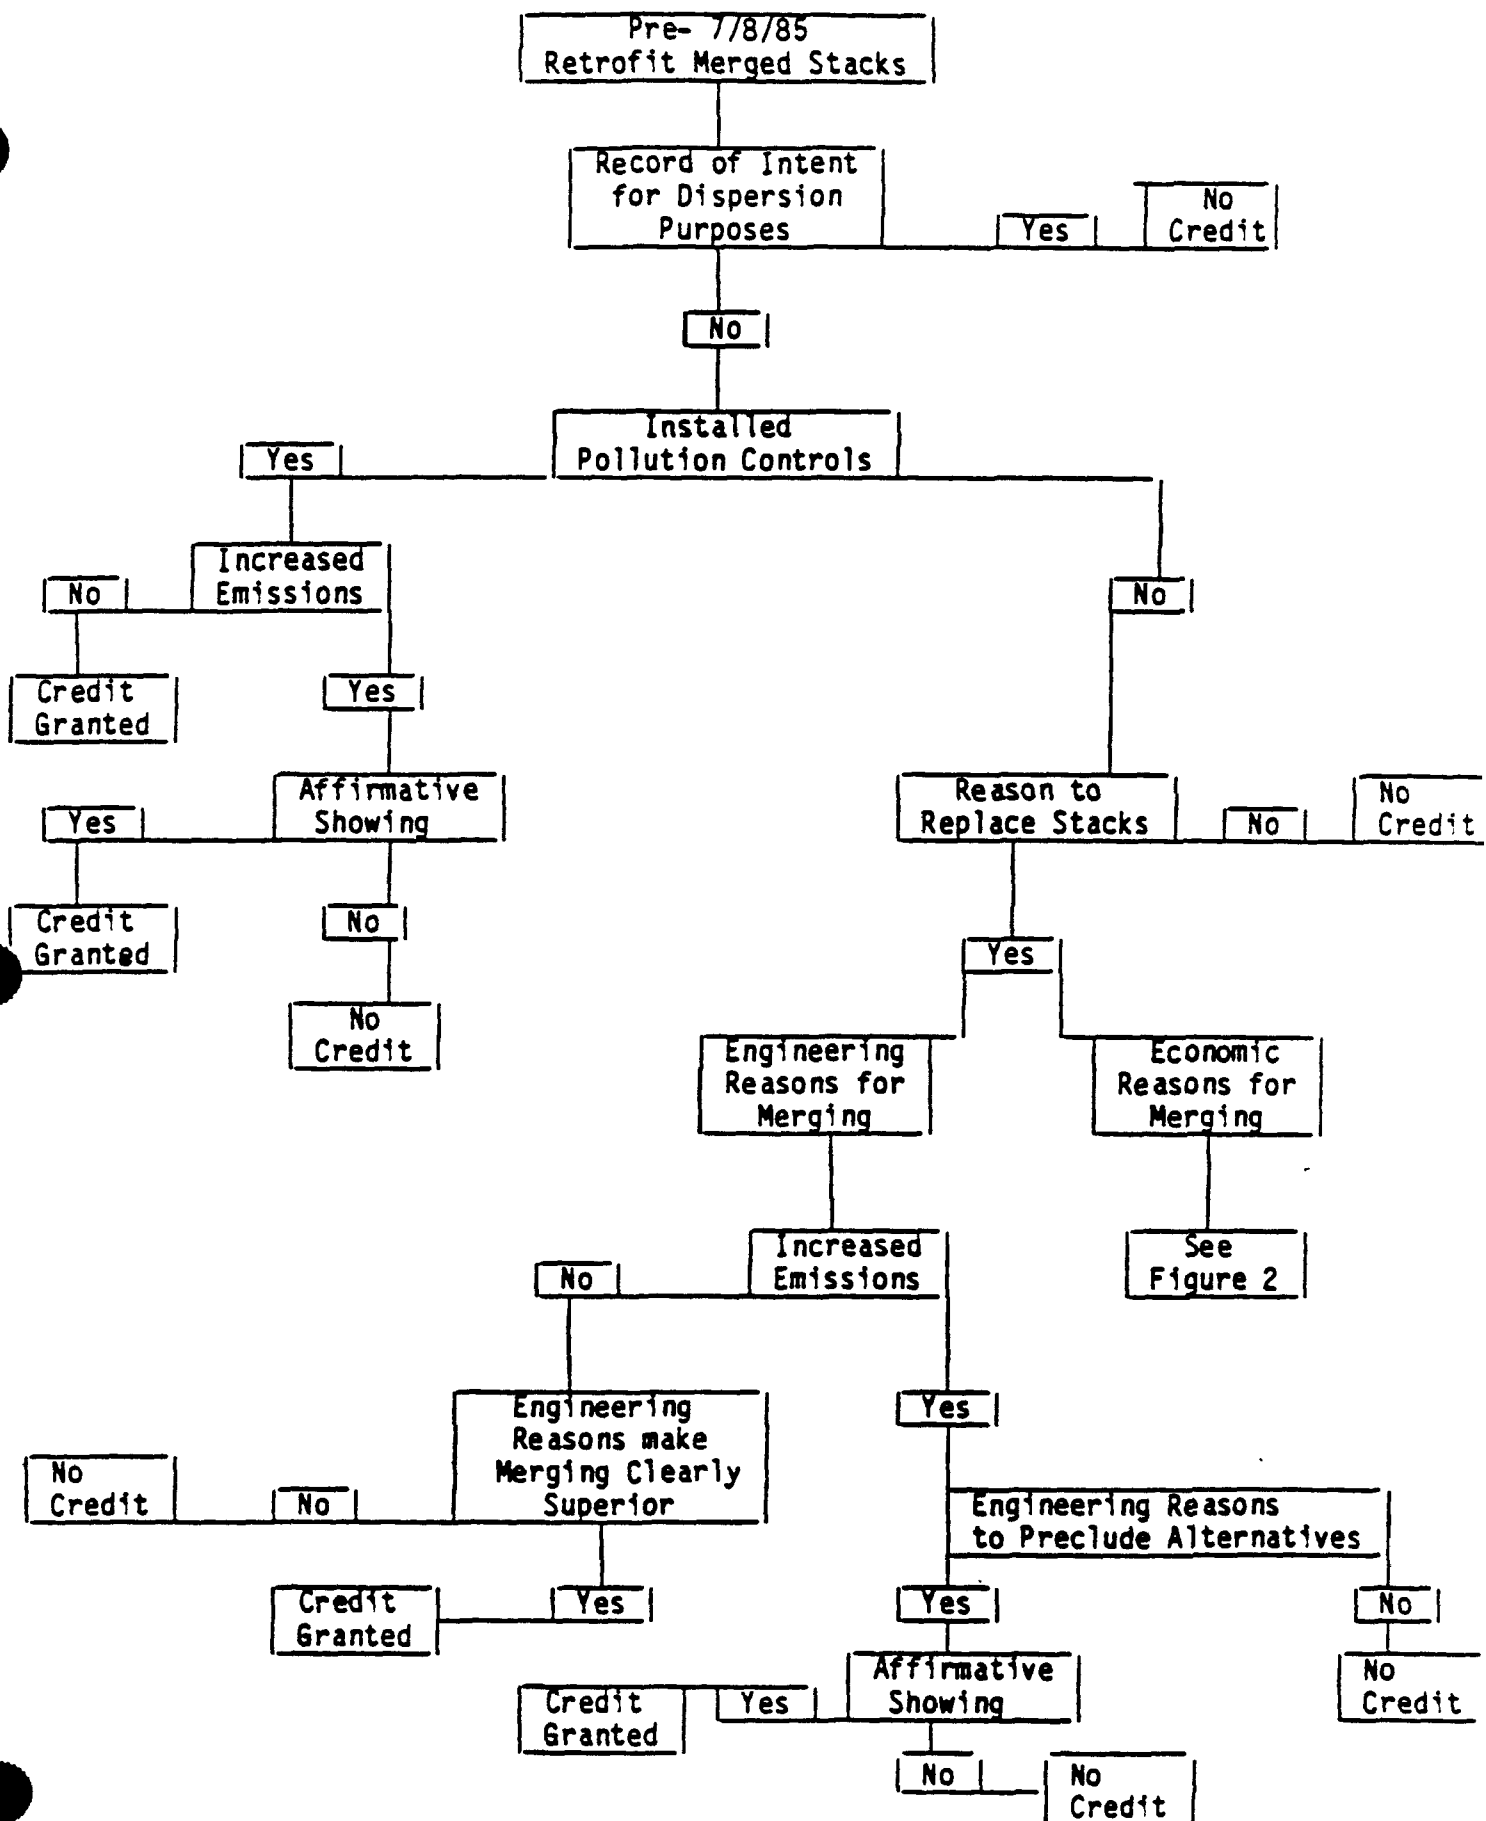 Pre- 7/8/85
Retrofit Merged Stacks
Record of Intent
for Dispersion
Purposes
Yes
No
Credit
No
Installed
Pollution Controls
Yes
Increased
Emissions
No
No
Credit
Granted
Yes
Affirmative
Showing
Yes
Reason to
Replace Stacks
No
No
Credit
Credit
Granted
No
Yes
No
Credit
Engineering
Reasons for
Merging
Economic
Reasons for
Merging
Increased
Emissions
No
See
Figure 2
Engineering
Reasons make
Merging Clearly
Superior
Yes
No
Credit
No
Engineering Reasons
to Preclude Alternatives
Credit
Granted
Yes
Yes
No
Affirmative
Showing
No
Credit
Credit
Granted
Yes
No
No
Credit